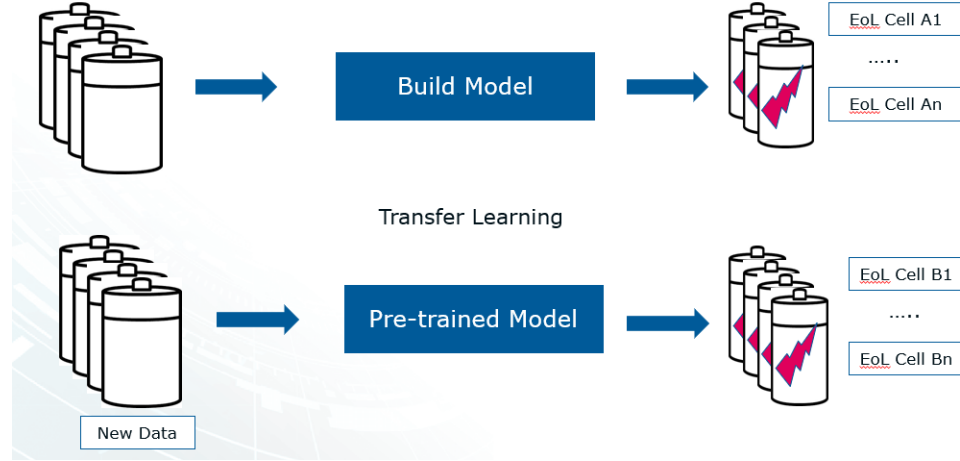 EoL Cell A1
.....
Build Model
EoL Cell An
Transfer Learning
EoL Cell B1
.....
Pre-trained Model
EoL Cell Bn
New Data